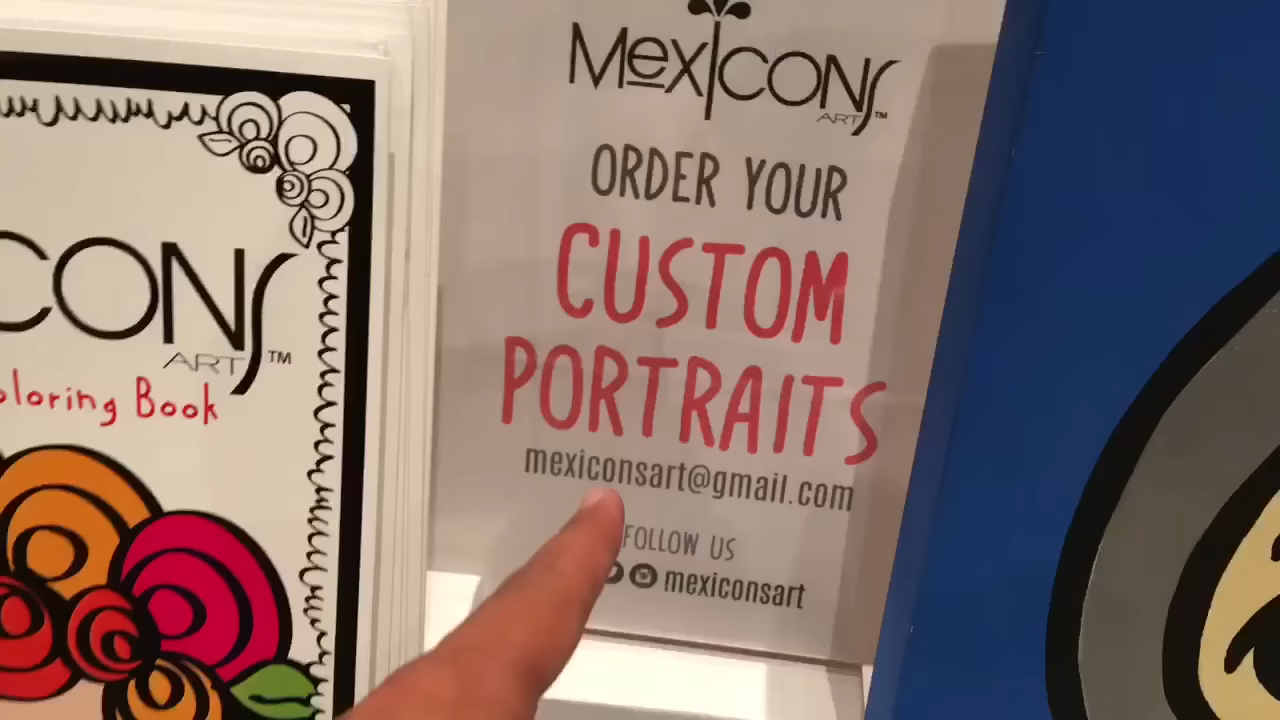 MexICONS
ART™
ORDER YOUR
CUSTOM
PORTRAITS
mexiconsart@gmail.com
FOLLOW US
mexiconsart
CONS
ART™
oloring Book